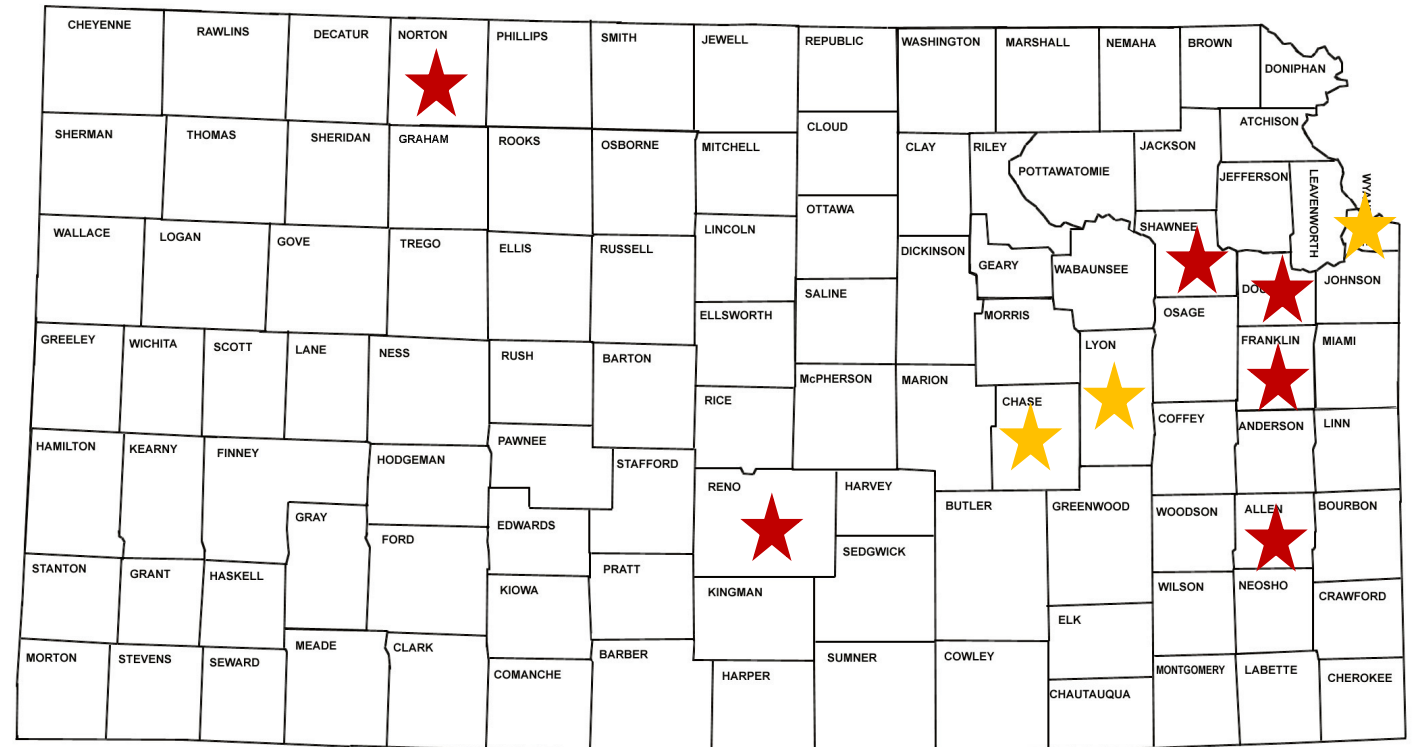 CHEYENNE
RAWLINS
DECATUR
NORTON
PHILLIPS
SMITH
JEWELL
REPUBLIC
WASHINGTON
MARSHALL
NEMAHA
BROWN
DONIPHAN
SHERMAN
THOMAS
SHERIDAN
GRAHAM
ROOKS
OSBORNE
MITCHELL
CLOUD
CLAY
RILEY
POTTAWATOMIE
JACKSON
ATCHISON
JEFFERSON
LEAVENWORTH
WALLACE
LOGAN
GOVE
TREGO
ELLIS
RUSSELL
LINCOLN
OTTAWA
DICKINSON
GEARY
WABAUNSEE
SHAWNEE
JOHNSON
GREELEY
WICHITA
SCOTT
LANE
NESS
RUSH
BARTON
ELLSWORTH
SALINE
MORRIS
LYON
OSAGE
FRANKLIN
MIAMI
HAMILTON
KEARNY
FINNEY
HODGEMAN
PAWNEE
STAFFORD
RICE
McPHERSON
MARION
CHASE
COFFEY
ANDERSON
LINN
GRAY
FORD
EDWARDS
RENO
HARVEY
SEDGWICK
BUTLER
GREENWOOD
WOODSON
ALLEN
BOURBON
STANTON
GRANT
HASKELL
KIOWA
PRATT
KINGMAN
ELK
WILSON
NEOSHO
CRAWFORD
MORTON
STEVENS
SEWARD
MEADE
CLARK
COMANCHE
BARBER
HARPER
SUMNER
COWLEY
CHAUTAUQUA
MONTGOMERY
LABETTE
CHEROKEE